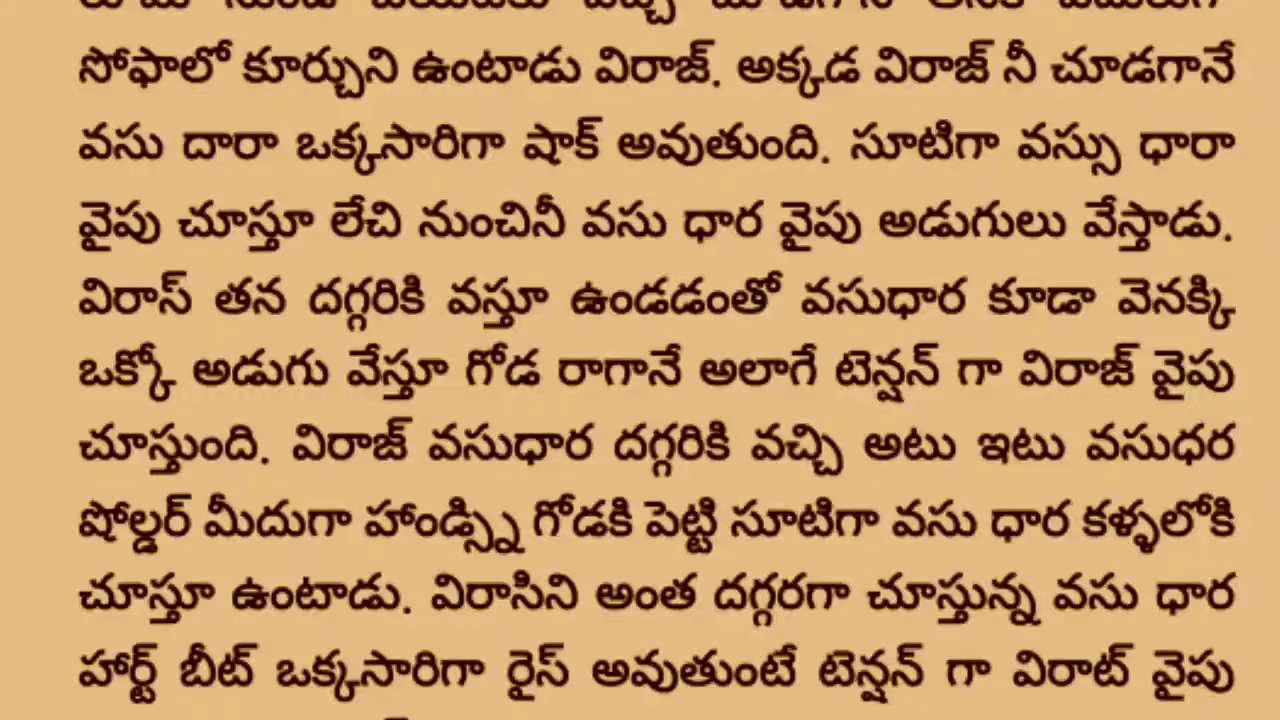 సోఫాలో కూర్చుని ఉంటాడు విరాజ్. అక్కడ విరాజ్ నీ చూడగానే
వసు దారా ఒక్కసారిగా షాక్ అవుతుంది. సూటిగా వస్సు ధారా
వైపు చూస్తూ లేచి నుంచినీ వసు ధార వైపు అడుగులు వేస్తాడు.
విరాస్ తన దగ్గరికి వస్తూ ఉండడంతో వసుధార కూడా వెనక్కి
ఒక్కో అడుగు వేస్తూ గోడ రాగానే అలాగే టెన్షన్ గా విరాజ్ వైపు
చూస్తుంది. విరాజ్ వసుధార దగ్గరికి వచ్చి అటు ఇటు వసుధర
షోల్డర్ మీదుగా హాండ్స్ని గోడకి పెట్టి సూటిగా వసు ధార కళ్ళలోకి
చూస్తూ ఉంటాడు. విరాసిని అంత దగ్గరగా చూస్తున్న వసు ధార
హార్ట్ బీట్ ఒక్కసారిగా రైస్ అవుతుంటే టెన్షన్ గా విరాట్ వైపు